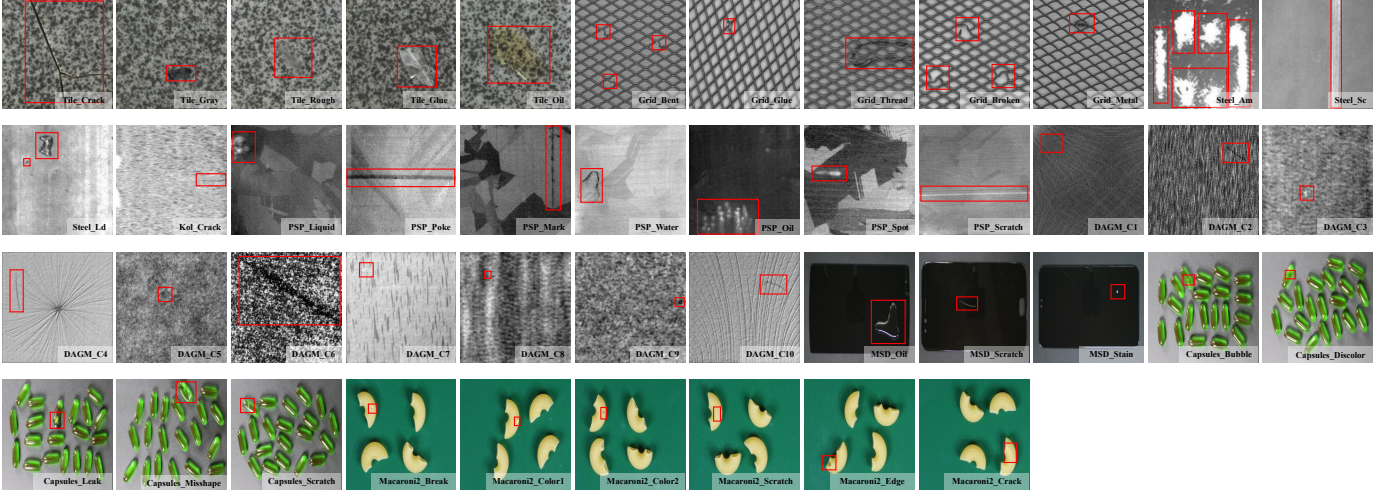 Tile_Crack
Tile_Gray
Tile_Rough
Tile_Glue
Tile_Oil
Grid_Bent
Grid_Glue
Grid_Thread
Grid_Broken
Grid_Metal
Steel_Am
Steel_Sc
Steel_Ld
Kol_Crack
PSP_Liquid
PSP_Poke
PSP_Mark
PSP_Water
PSP_Oil
PSP_Spot
PSP_Scratch
DAGM_C1
DAGM_C2
DAGM_C3
DAGM_C4
DAGM_C5
DAGM_C6
DAGM_C7
DAGM_C8
DAGM_C9
DAGM_C10
MSD_Oil
MSD_Scratch
MSD_Stain
Capsules_Bubble
Capsules_Discolor
Capsules_Leak
Capsules_Misshape
Capsules_Scratch
Macaroni2_Break
Macaroni2_Color1
Macaroni2_Color2
Macaroni2_Scratch
Macaroni2_Edge
Macaroni2_Crack